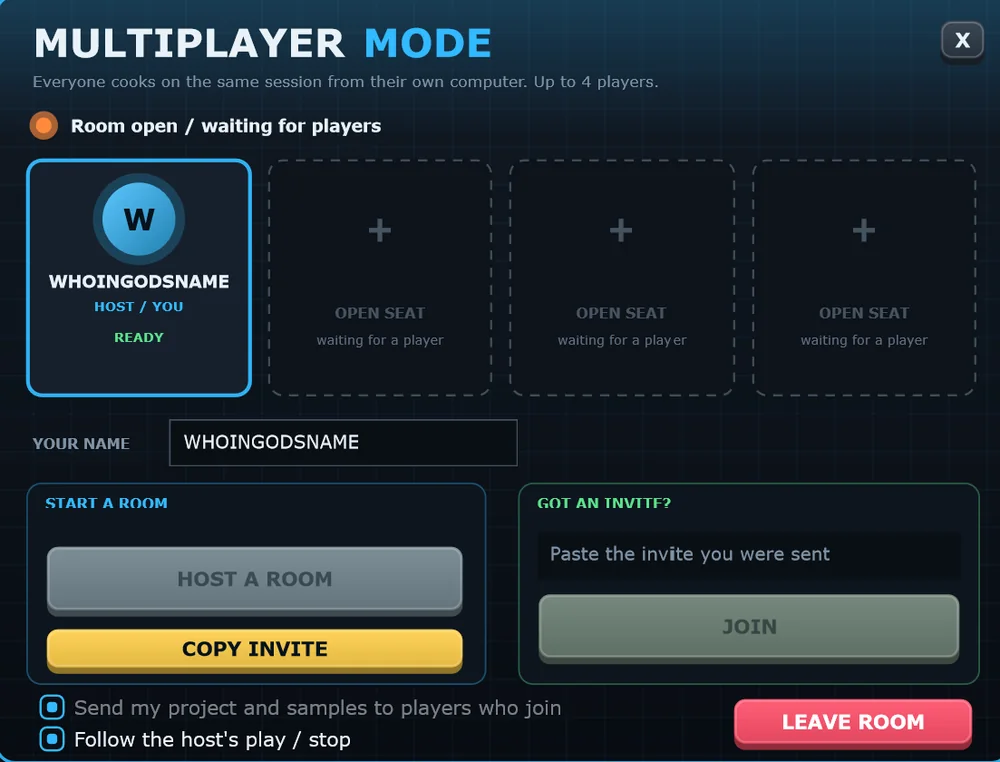 MULTIPLAYER MODE
X
Everyone cooks on the same session from their own computer. Up to 4 players.
Room open / waiting for players
W
WHOINGODSNAME
HOST / YOU
READY
+
OPEN SEAT
waiting for a player
+
OPEN SEAT
waiting for a player
+
OPEN SEAT
waiting for a player
YOUR NAME
WHOINGODSNAME
START A ROOM
HOST A ROOM
COPY INVITE
GOT AN INVITE?
Paste the invite you were sent
JOIN
Send my project and samples to players who join
Follow the host's play / stop
LEAVE ROOM